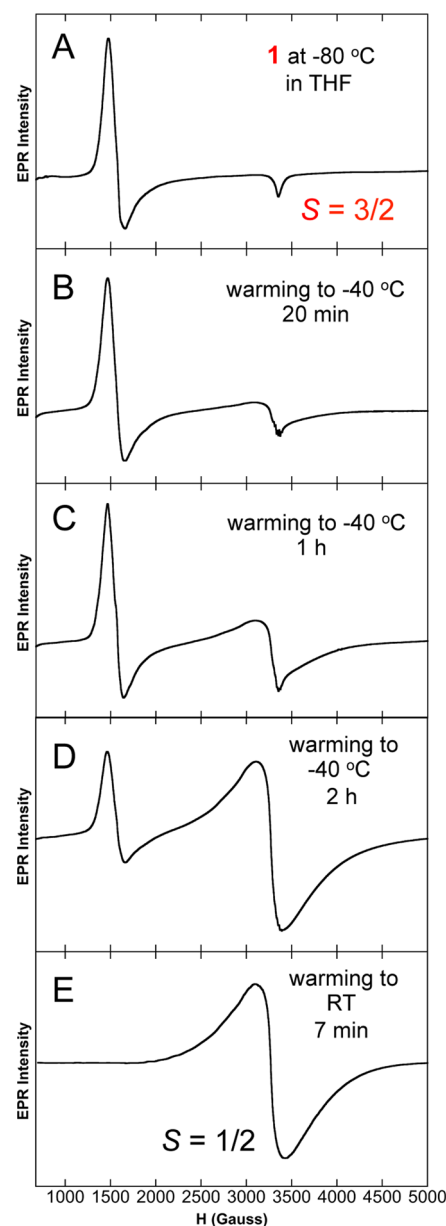 A
1 at -80 °C
in THF
EPR Intensity
S = 3/2
B
warming to -40 °C
20 min
EPR Intensity
C
warming to -40 °C
1 h
EPR Intensity
D
warming to
-40 °C
2 h
EPR Intensity
E
warming to
RT
7 min
EPR Intensity
S = 1/2
1000 1500 2000 2500 3000 3500 4000 4500 5000
H (Gauss)